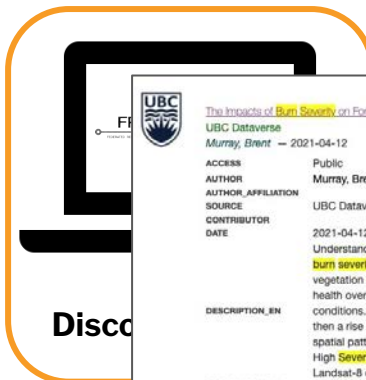 FR
UBC
The Impacts of Burn Severity on For
UBC Dataverse
Murray, Brent — 2021-04-12
ACCESS Public
AUTHOR Murray, Bre
AUTHOR_AFFILIATION
SOURCE UBC Datav
CONTRIBUTOR
DATE 2021-04-12
Understand
burn severi
vegetation
health over
DESCRIPTION_EN conditions.
then a rise
spatial patt
High Sever
Landsat-8
Disco